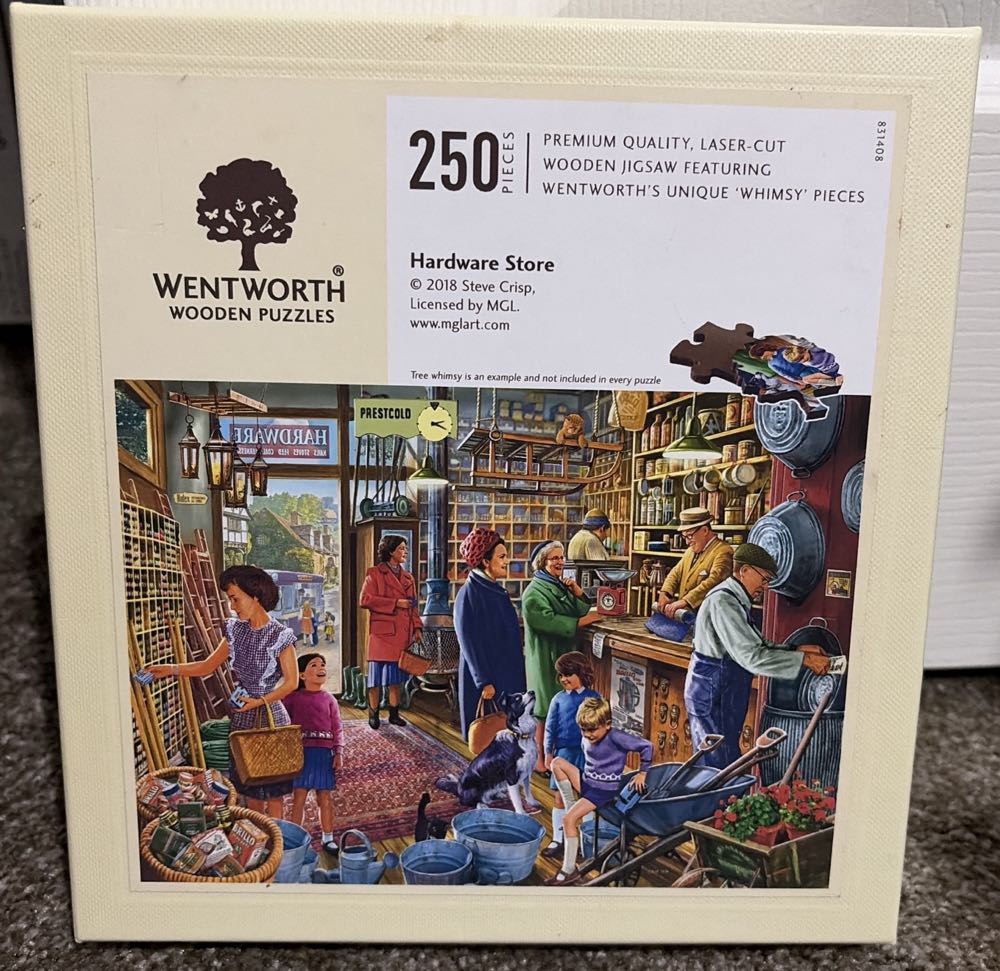 WENTWORTH®
WOODEN PUZZLES
250 PIECES
PREMIUM QUALITY, LASER-CUT
WOODEN JIGSAW FEATURING
WENTWORTH'S UNIQUE 'WHIMSY' PIECES
831408
Hardware Store
© 2018 Steve Crisp,
Licensed by MGL.
www.mglart.com
Tree whimsy is an example and not included in every puzzle
PRESTCOLD
HARDWARE